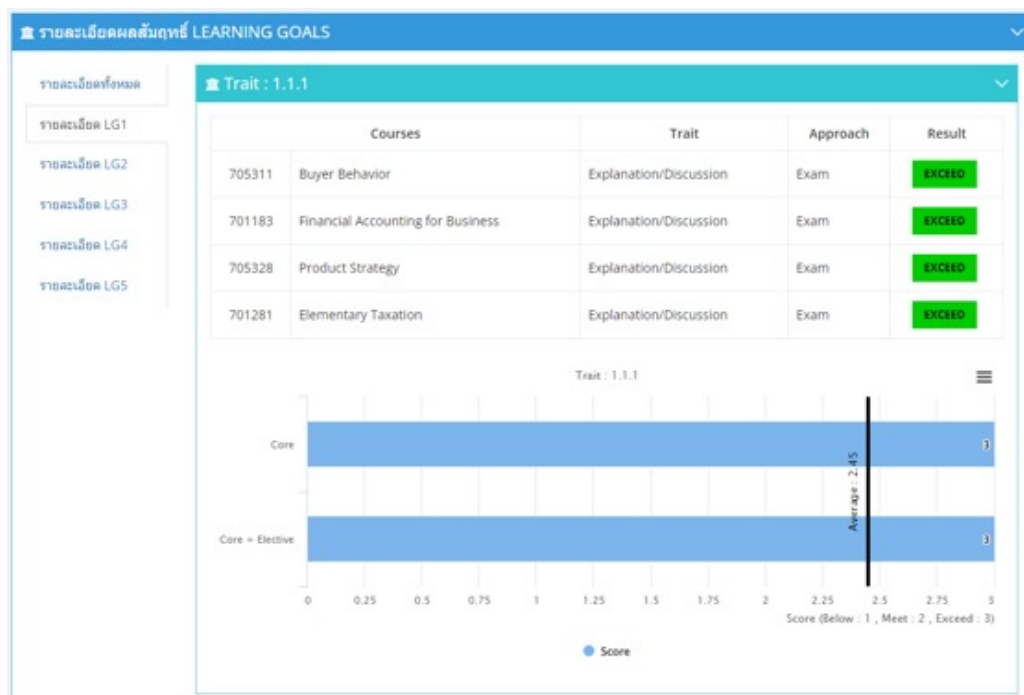 รายละเอียดผลสัมฤทธิ์ LEARNING GOALS
รายละเอียดทั้งหมด
รายละเอียด LG1
รายละเอียด LG2
รายละเอียด LG3
รายละเอียด LG4
รายละเอียด LG5
Trait : 1.1.1
Courses Trait Approach Result
705311 Buyer Behavior Explanation/Discussion Exam EXCEED
701183 Financial Accounting for Business Explanation/Discussion Exam EXCEED
705328 Product Strategy Explanation/Discussion Exam EXCEED
701281 Elementary Taxation Explanation/Discussion Exam EXCEED
Trait : 1.1.1
Core 3
Average : 2.45
Core + Elective 3
0 0.25 0.5 0.75 1 1.25 1.5 1.75 2 2.25 2.5 2.75 3
Score (Below : 1 , Meet : 2 , Exceed : 3)
Score